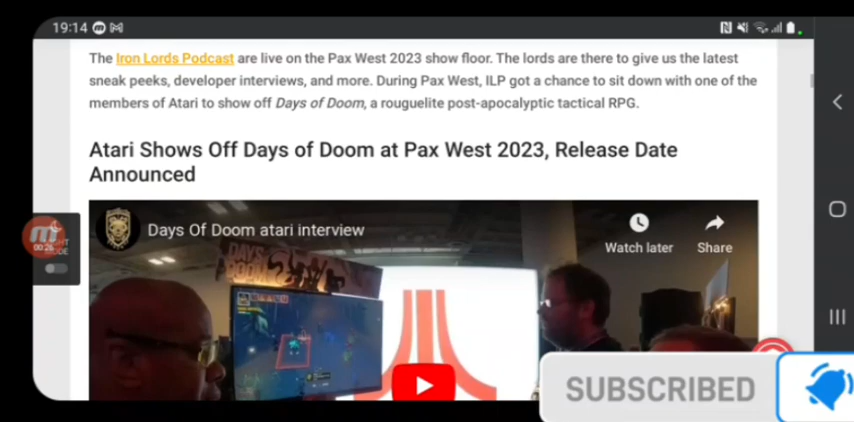 19:14
The Iron Lords Podcast are live on the Pax West 2023 show floor. The lords are there to give us the latest
sneak peeks, developer interviews, and more. During Pax West, ILP got a chance to sit down with one of the
members of Atari to show off Days of Doom, a rouguelite post-apocalyptic tactical RPG.
Atari Shows Off Days of Doom at Pax West 2023, Release Date
Announced
Days Of Doom atari interview
Watch later
Share
00:26
DAYS
DOOM
SUBSCRIBED